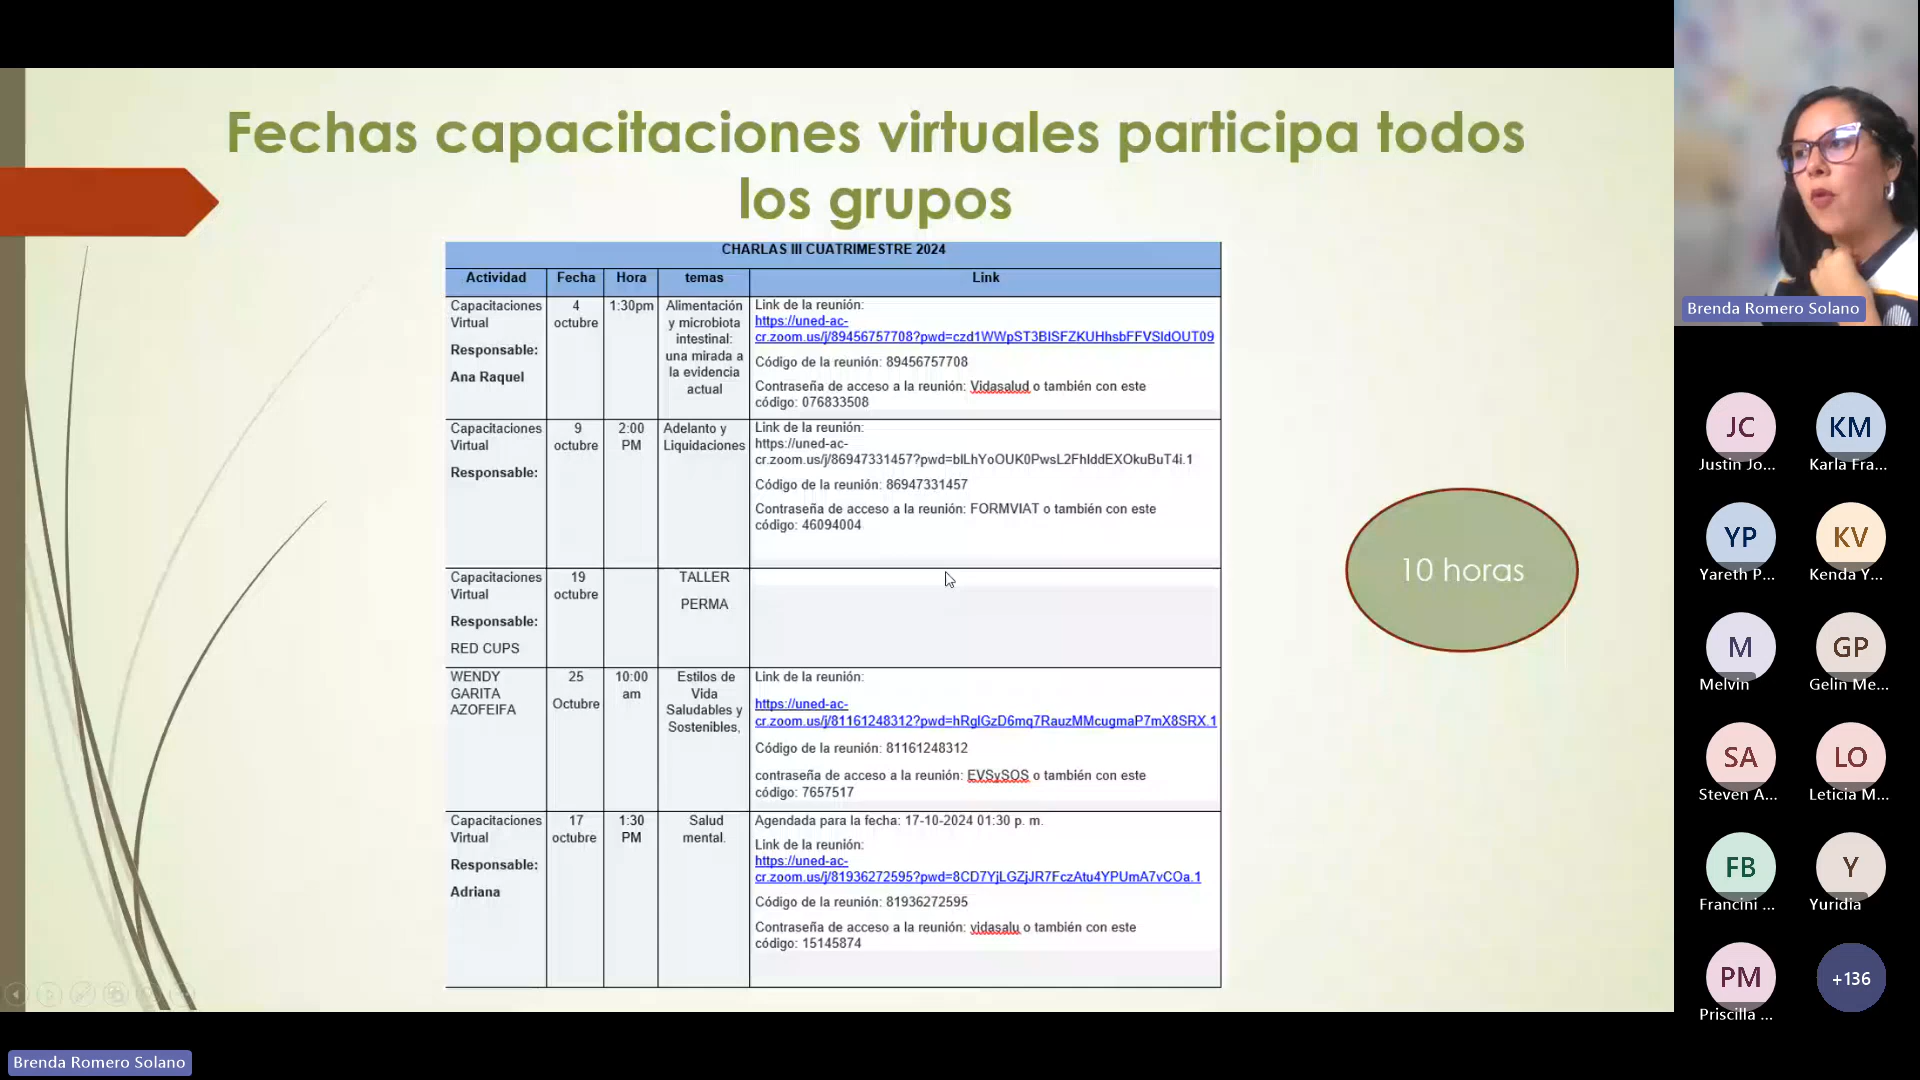 Fechas capacitaciones virtuales participa todos
los grupos
CHARLAS III CUATRIMESTRE 2024
Actividad Fecha Hora temas Link
Capacitaciones
Virtual
Responsable:
Ana Raquel
4
octubre
1:30pm
Alimentación
y microbiota
intestinal:
una mirada a
la evidencia
actual
Link de la reunión:
https://uned-ac-
cr.zoom.us/j/89456757708?pwd=czd1WWpST3BISFZKUHhsbFFVSldOUT09
Código de la reunión: 89456757708
Contraseña de acceso a la reunión: Vidasalud o también con este
código: 076833508
Capacitaciones
Virtual
Responsable:
9
octubre
2:00
PM
Adelanto y
Liquidaciones
Link de la reunión:
https://uned-ac-
cr.zoom.us/j/86947331457?pwd=blLhYoOUK0PwsL2FhlddEXOkuBuT4i.1
Código de la reunión: 86947331457
Contraseña de acceso a la reunión: FORMVIAT o también con este
código: 46094004
Capacitaciones
Virtual
Responsable:
RED CUPS
19
octubre
TALLER
PERMA
WENDY
GARITA
AZOFEIFA
25
Octubre
10:00
am
Estilos de
Vida
Saludables y
Sostenibles,
Link de la reunión:
https://uned-ac-
cr.zoom.us/j/81161248312?pwd=hRglGzD6mq7RauzMMcugmaP7mX8SRX.1
Código de la reunión: 81161248312
contraseña de acceso a la reunión: EVSySOS o también con este
código: 7657517
Capacitaciones
Virtual
Responsable:
Adriana
17
octubre
1:30
PM
Salud
mental.
Agendada para la fecha: 17-10-2024 01:30 p. m.
Link de la reunión:
https://uned-ac-
cr.zoom.us/j/81936272595?pwd=8CD7YjLGZjJR7FczAtu4YPUmA7vCOa.1
Código de la reunión: 81936272595
Contraseña de acceso a la reunión: vidasalu o también con este
código: 15145874
10 horas
Brenda Romero Solano
JC KM
Justin Jo... Karla Fra...
YP KV
Yareth P... Kenda Y...
M GP
Melvin Gelin Me...
SA LO
Steven A... Leticia M...
FB Y
Francini ... Yuridia
PM +136
Priscilla ...
Brenda Romero Solano